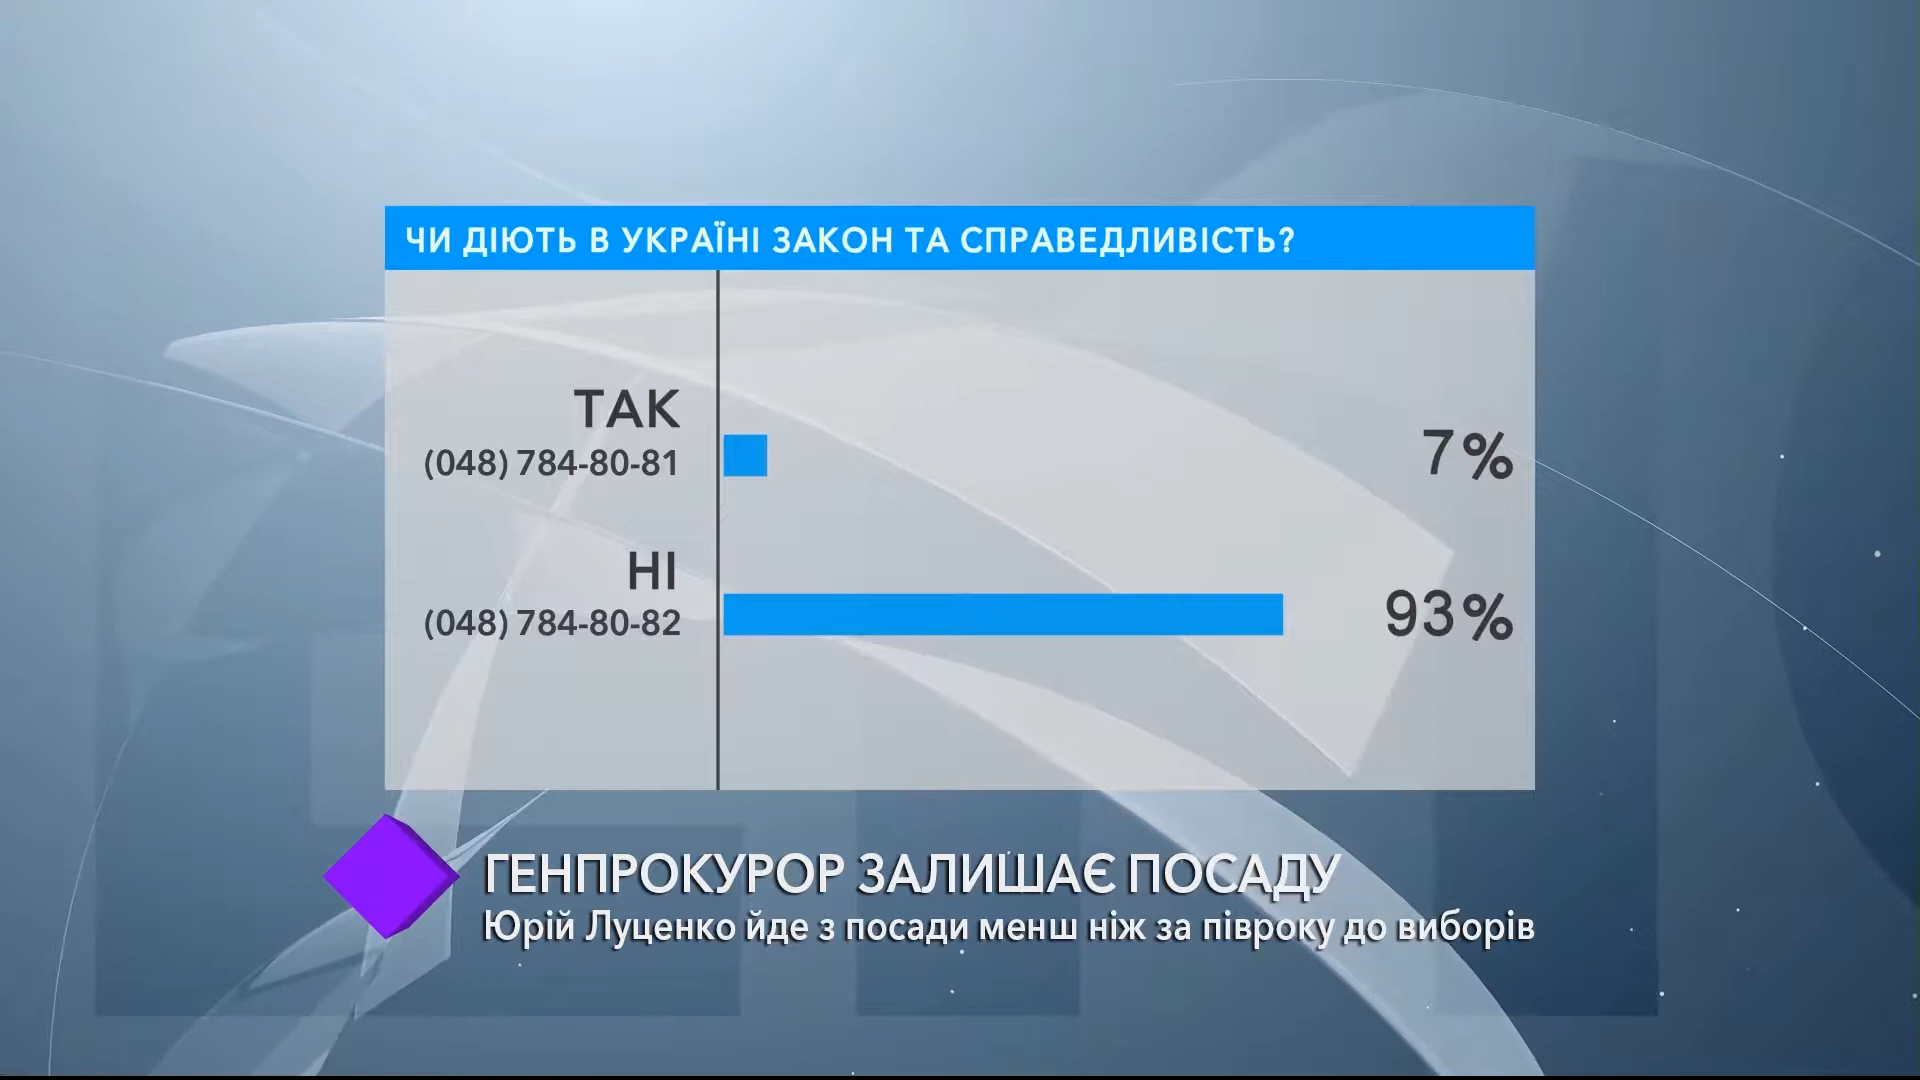 ЧИ ДІЮТЬ В УКРАЇНІ ЗАКОН ТА СПРАВЕДЛИВІСТЬ?
ТАК
(048) 784-80-81
7%
НІ
(048) 784-80-82
93%
ГЕНПРОКУРОР ЗАЛИШАЄ ПОСАДУ
Юрій Луценко йде з посади менш ніж за півроку до виборів